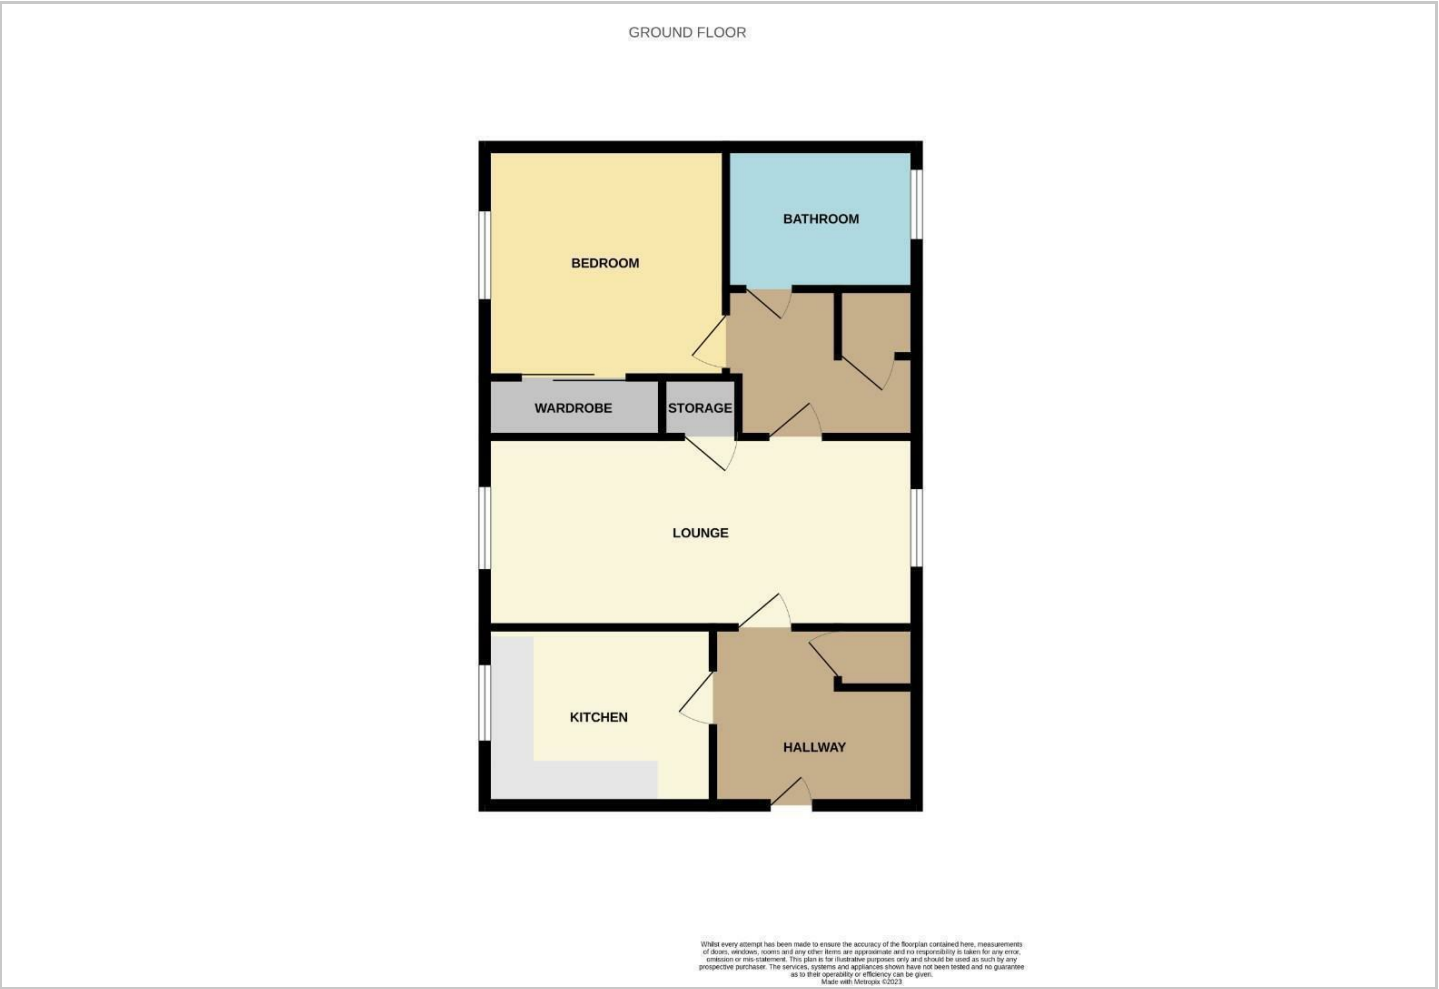 GROUND FLOOR
BATHROOM
BEDROOM
WARDROBE
STORAGE
LOUNGE
KITCHEN
HALLWAY
Whilst every attempt has been made to ensure the accuracy of the floorplan contained here, measurements
of doors, windows, rooms and any other items are approximate and no responsibility is taken for any error,
omission or mis-statement. This plan is for illustrative purposes only and should be used as such by any
prospective purchaser. The services, systems and appliances shown have not been tested and no guarantee
as to their operability or efficiency can be given.
Made with Metropix ©2023